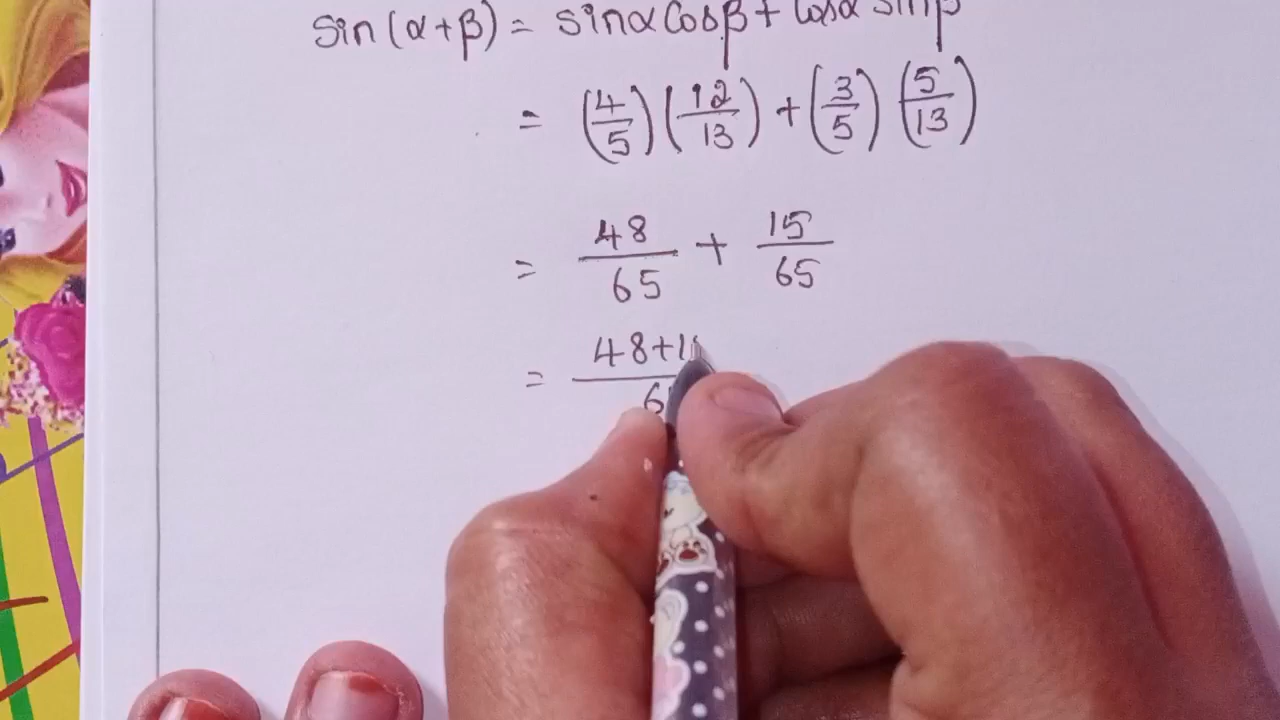 sin(α+β) = sinα cosβ + cosα sinβ
= (4/5) (12/13) + (3/5) (5/13)
= 48/65 + 15/65
= 48+1 / 6